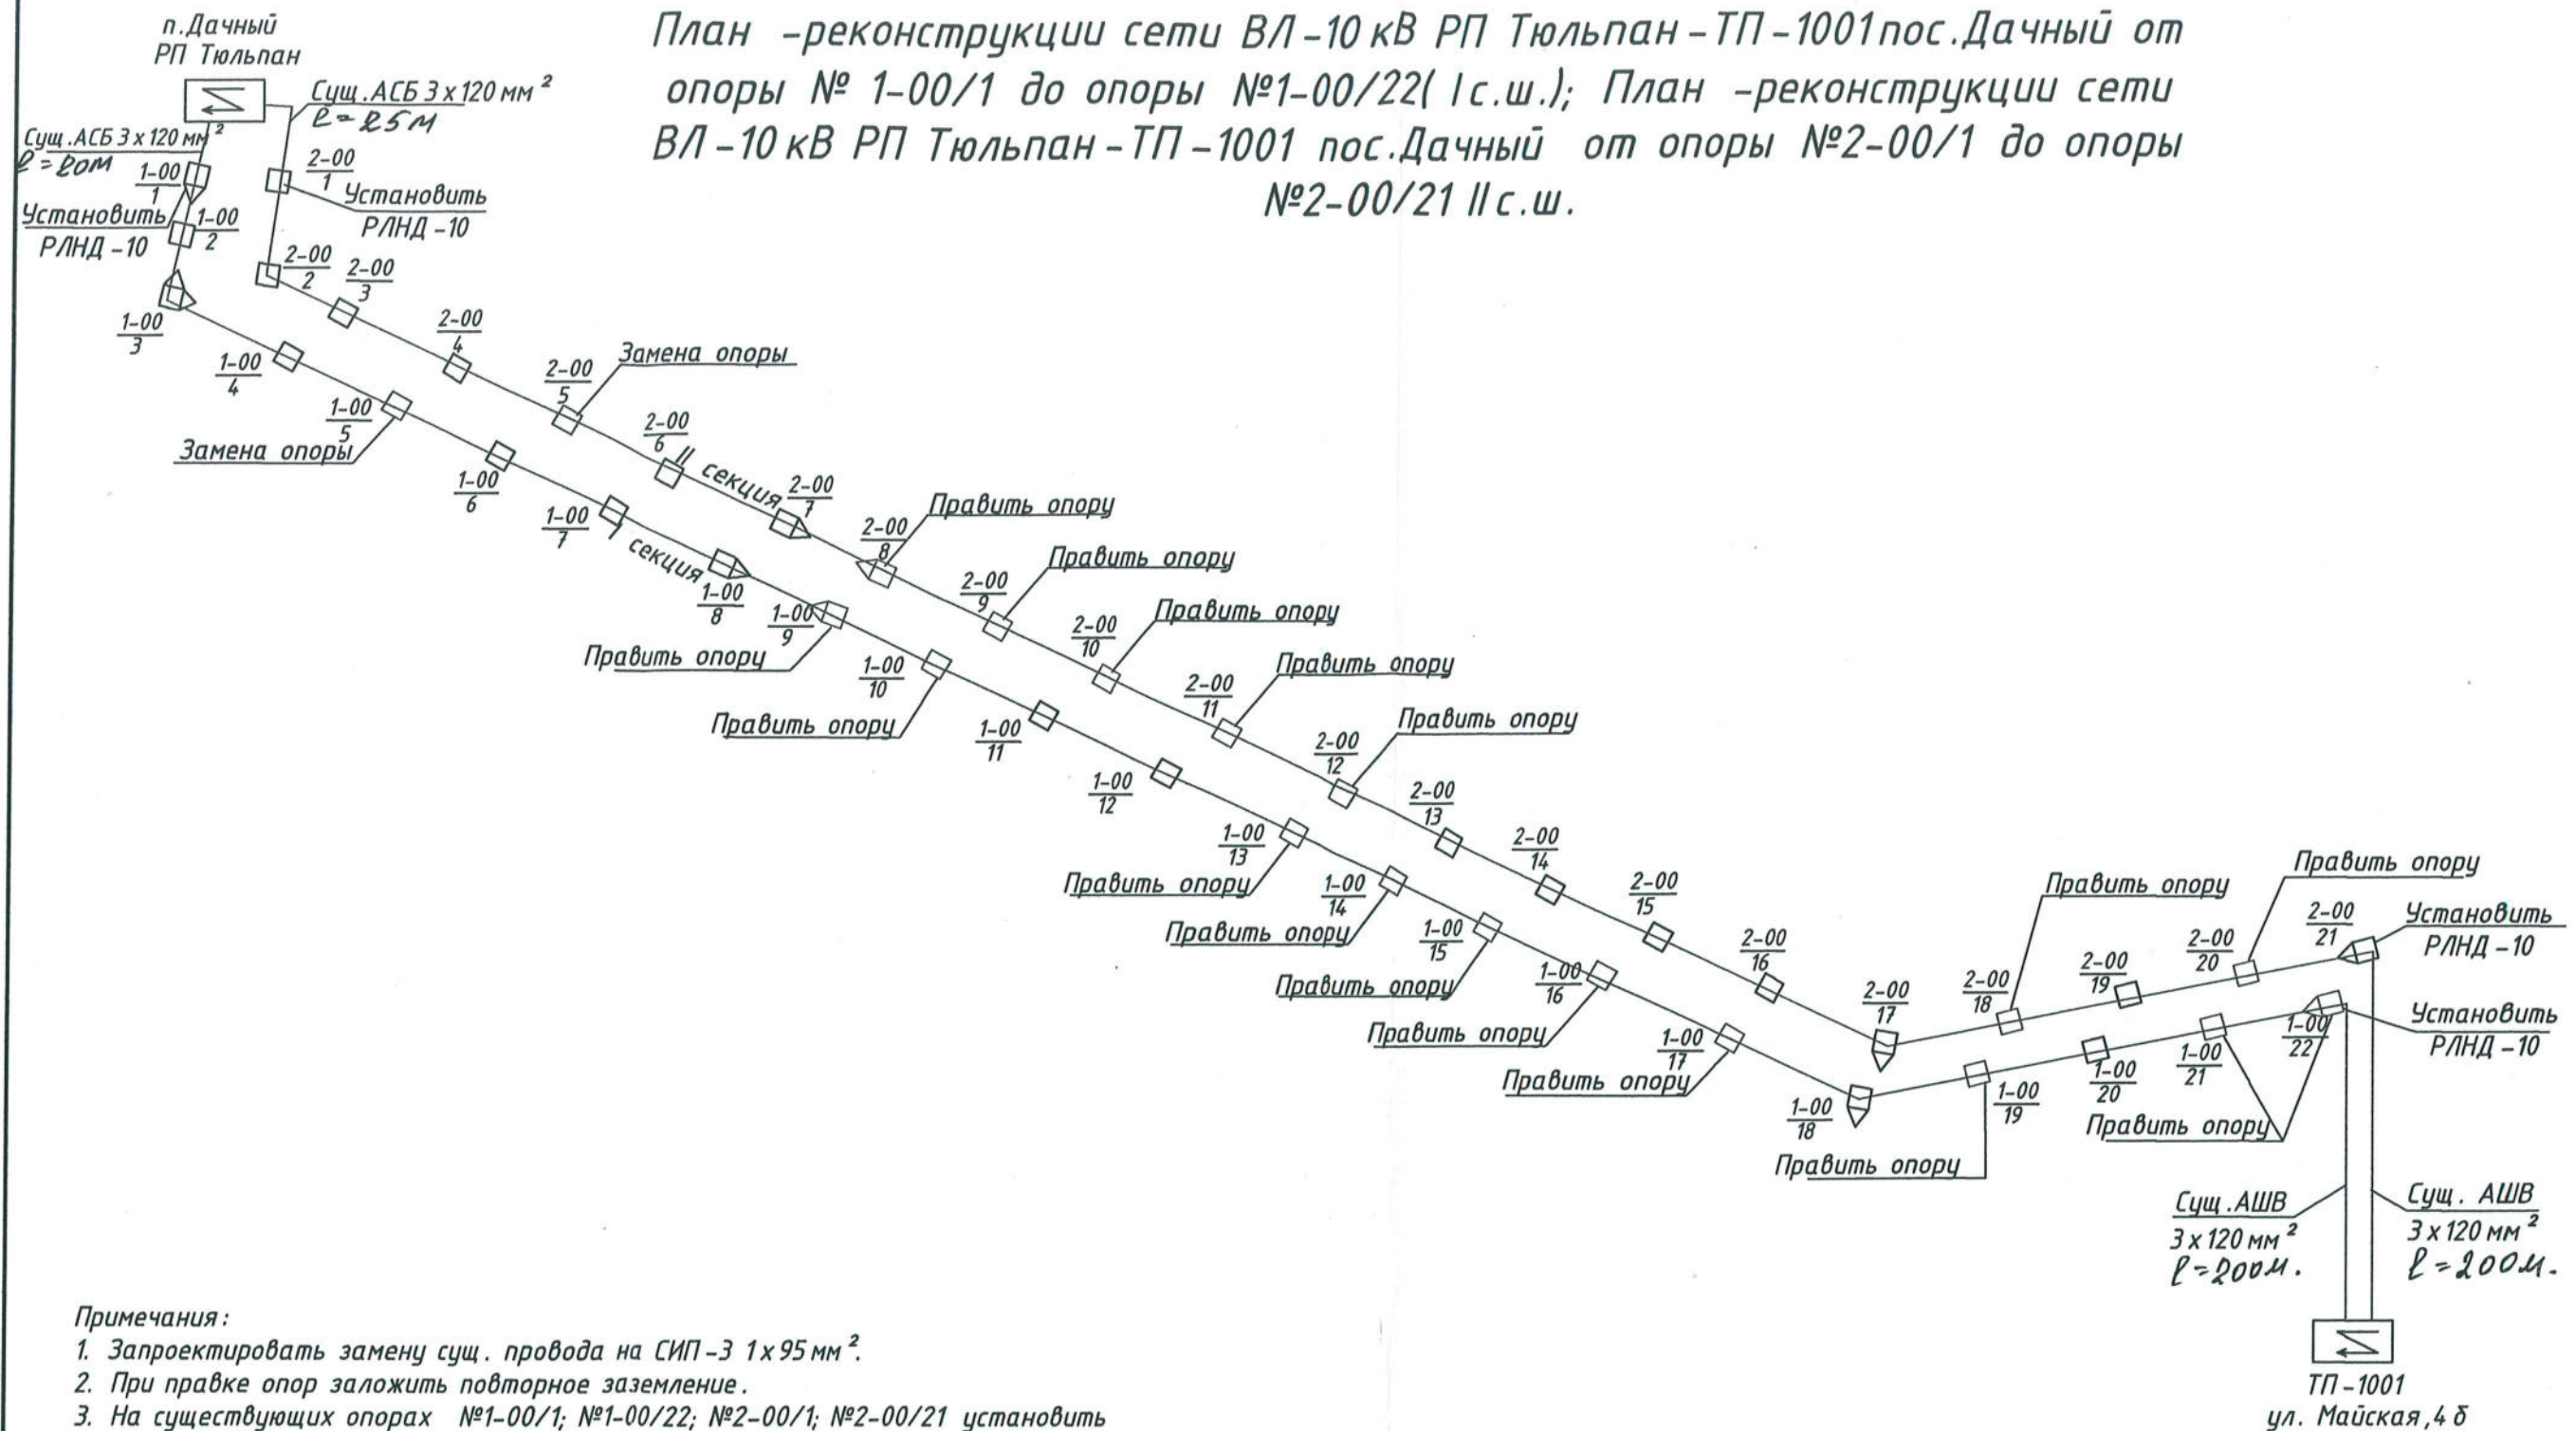 План -реконструкции сети ВЛ-10 кВ РП Тюльпан-ТП-1001 пос.Дачный от
опоры № 1-00/1 до опоры №1-00/22( I с.ш.); План -реконструкции сети
ВЛ-10 кВ РП Тюльпан-ТП-1001 пос.Дачный от опоры №2-00/1 до опоры
№2-00/21 II с.ш.
п.Дачный
РП Тюльпан
Сущ.АСБ 3х120 мм²
ℓ=25м
Сущ.АСБ 3х120 мм²
ℓ=20м
1-00
1
Установить
РЛНД-10
1-00
2
2-00
1
Установить
РЛНД-10
2-00
2
2-00
3
1-00
3
2-00
4
1-00
4
2-00
5
Замена опоры
1-00
5
Замена опоры
2-00
6
II секция
2-00
7
1-00
6
1-00
7
I секция
1-00
8
2-00
8
Править опору
2-00
9
Править опору
1-00
9
Править опору
2-00
10
Править опору
1-00
10
Править опору
2-00
11
Править опору
1-00
11
2-00
12
Править опору
1-00
12
2-00
13
1-00
13
Править опору
2-00
14
1-00
14
Править опору
2-00
15
1-00
15
Править опору
2-00
16
1-00
16
Править опору
2-00
17
1-00
17
Править опору
2-00
18
Править опору
1-00
18
2-00
19
1-00
19
Править опору
2-00
20
Править опору
1-00
20
2-00
21
Установить
РЛНД-10
1-00
21
1-00
22
Править опору
Установить
РЛНД-10
Сущ.АШВ
3х120 мм²
ℓ=200м.
Сущ. АШВ
3х120 мм²
ℓ=200м.
ТП-1001
ул. Майская,4б
Примечания:
1. Запроектировать замену сущ. провода на СИП-3 1х95 мм².
2. При правке опор заложить повторное заземление.
3. На существующих опорах №1-00/1; №1-00/22; №2-00/1; №2-00/21 установить